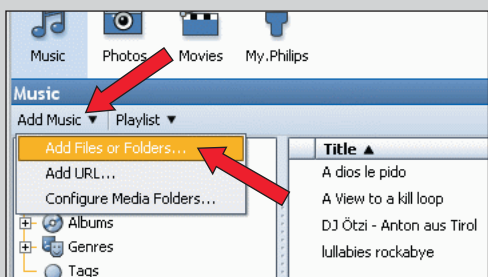 Music Photos Movies My.Philips
Music
Add Music ▼ Playlist ▼
Add Files or Folders...
Add URL...
Configure Media Folders...
Albums
Genres
Tags
Title ▲
A dios le pido
A View to a kill loop
DJ Ötzi - Anton aus Tirol
lullabies rockabye